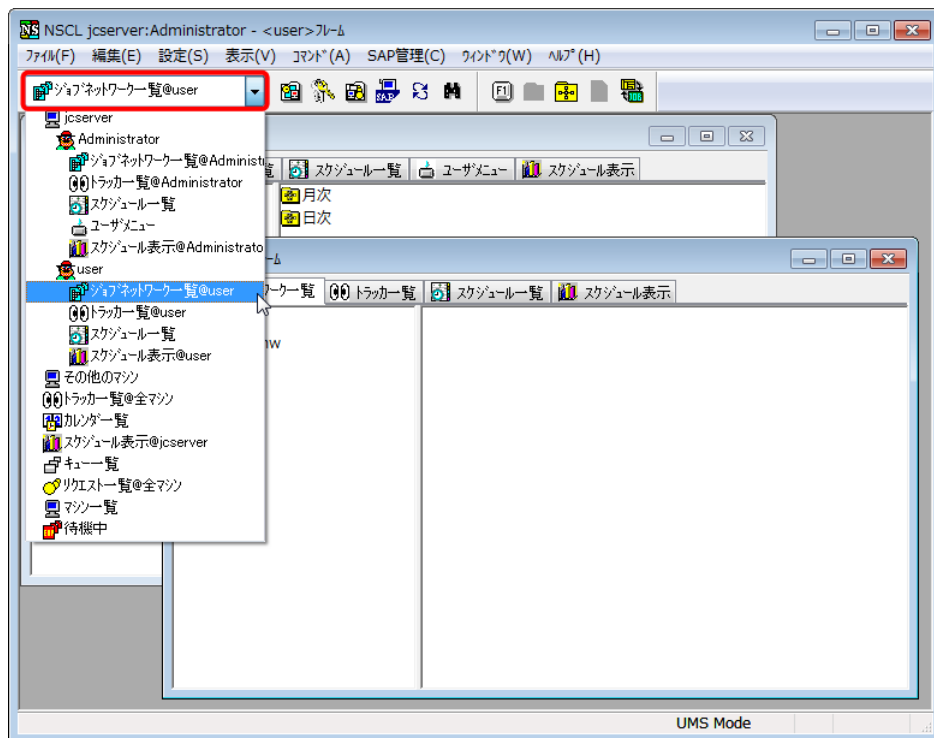 NSCL jcserver:Administrator - <user>ﾌﾚｰﾑ
ﾌｧｲﾙ(F) 編集(E) 設定(S) 表示(V) ｺﾏﾝﾄﾞ(A) SAP管理(C) ｳｨﾝﾄﾞｳ(W) ﾍﾙﾌﾟ(H)
ｼﾞｮﾌﾞﾈｯﾄﾜｰｸ一覧@user
SAP
F1
JOB
jcserver
Administrator
ｼﾞｮﾌﾞﾈｯﾄﾜｰｸ一覧@Administ
ﾄﾗｯｶ一覧@Administrator
ｽｹｼﾞｭｰﾙ一覧
ﾕｰｻﾞﾒﾆｭｰ
ｽｹｼﾞｭｰﾙ表示@Administrato
user
ｼﾞｮﾌﾞﾈｯﾄﾜｰｸ一覧@user
ﾄﾗｯｶ一覧@user
ｽｹｼﾞｭｰﾙ一覧
ｽｹｼﾞｭｰﾙ表示@user
その他のﾏｼﾝ
ﾄﾗｯｶ一覧@全ﾏｼﾝ
ｶﾚﾝﾀﾞ一覧
ｽｹｼﾞｭｰﾙ表示@jcserver
ｷｭｰ一覧
ﾘｸｴｽﾄ一覧@全ﾏｼﾝ
ﾏｼﾝ一覧
待機中
覧 ｽｹｼﾞｭｰﾙ一覧 ﾕｰｻﾞﾒﾆｭｰ ｽｹｼﾞｭｰﾙ表示
月次
日次
ｰﾑ
ﾜｰｸ一覧 ﾄﾗｯｶ一覧 ｽｹｼﾞｭｰﾙ一覧 ｽｹｼﾞｭｰﾙ表示
nw
UMS Mode